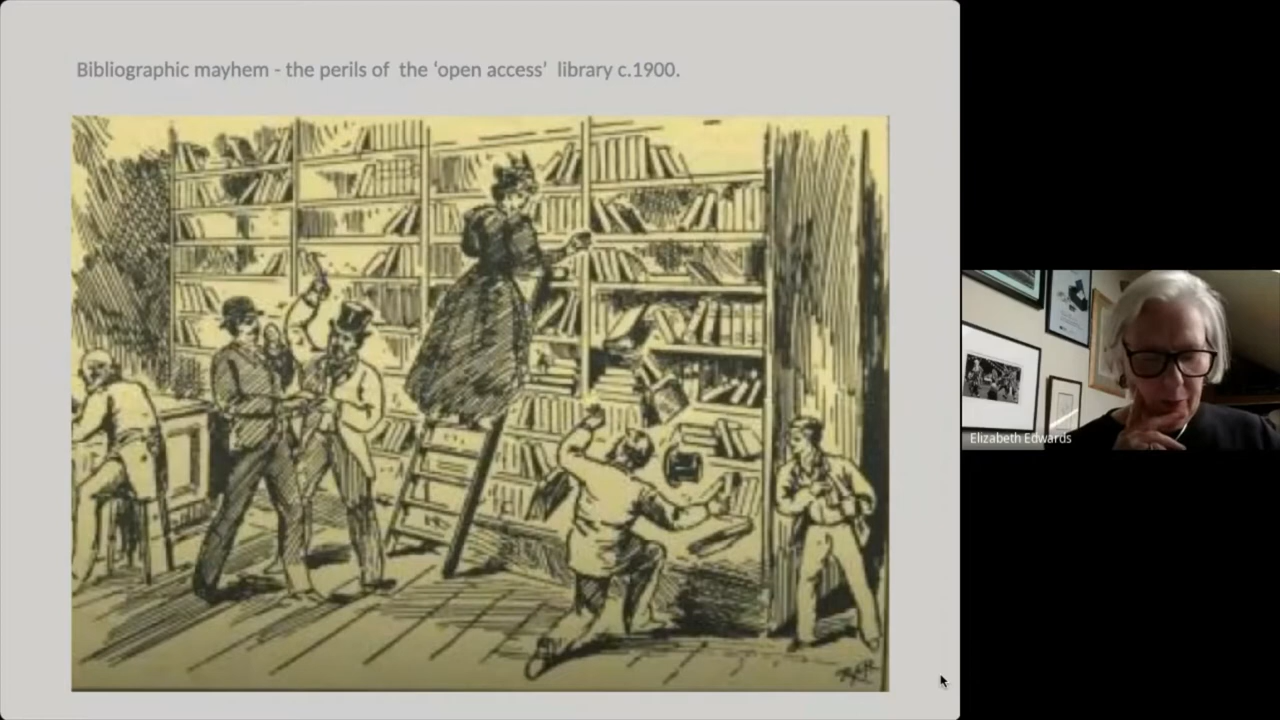 Bibliographic mayhem - the perils of  the ‘open access’  library c.1900.
Elizabeth Edwards